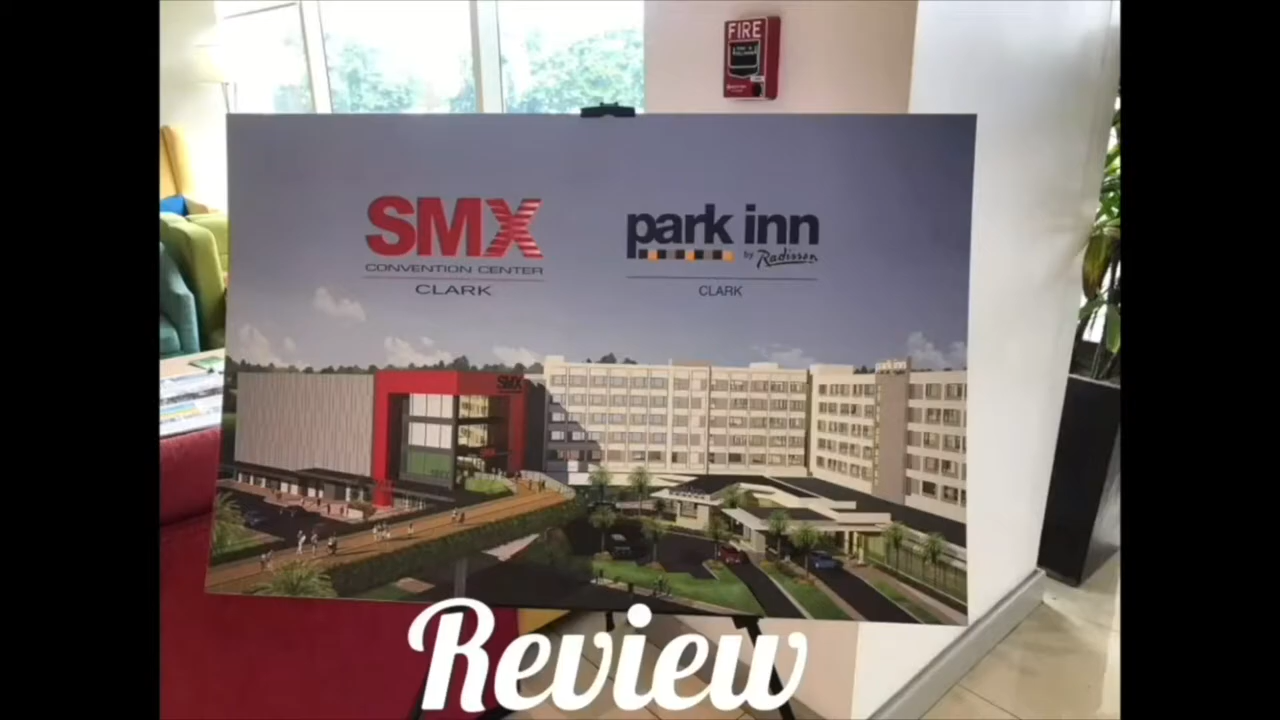 FIRE
SMX
CONVENTION CENTER
CLARK
park inn
by Radisson
CLARK
SMX
Review